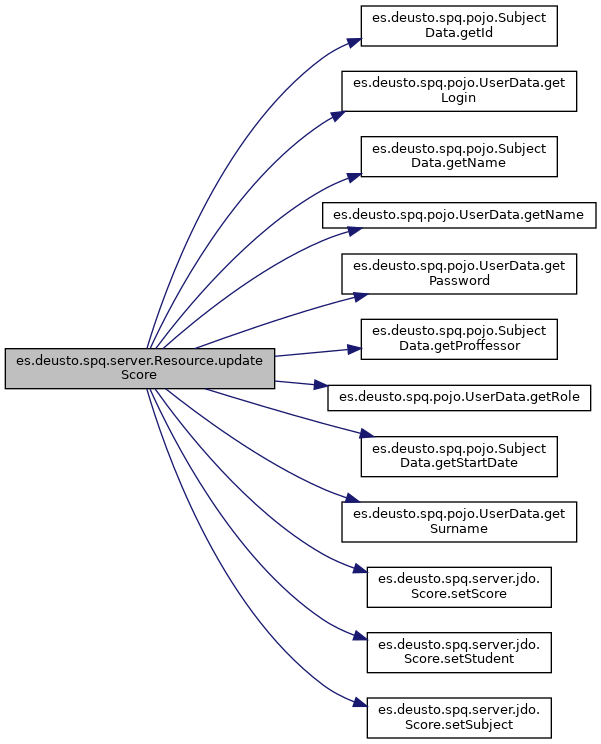 es.deusto.spq.pojo.Subject
Data.getId
es.deusto.spq.pojo.UserData.get
Login
es.deusto.spq.pojo.Subject
Data.getName
es.deusto.spq.pojo.UserData.getName
es.deusto.spq.pojo.UserData.get
Password
es.deusto.spq.pojo.Subject
Data.getProffessor
es.deusto.spq.server.Resource.update
Score
es.deusto.spq.pojo.UserData.getRole
es.deusto.spq.pojo.Subject
Data.getStartDate
es.deusto.spq.pojo.UserData.get
Surname
es.deusto.spq.server.jdo.
Score.setScore
es.deusto.spq.server.jdo.
Score.setStudent
es.deusto.spq.server.jdo.
Score.setSubject